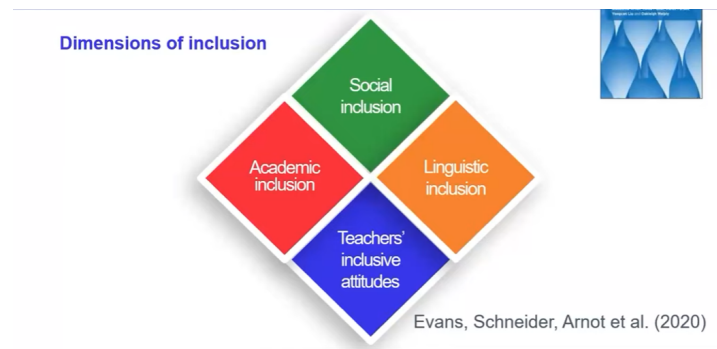 Dimensions of inclusion
Social
inclusion
Academic
inclusion
Linguistic
inclusion
Teachers'
inclusive
attitudes
Evans, Schneider, Arnot et al. (2020)